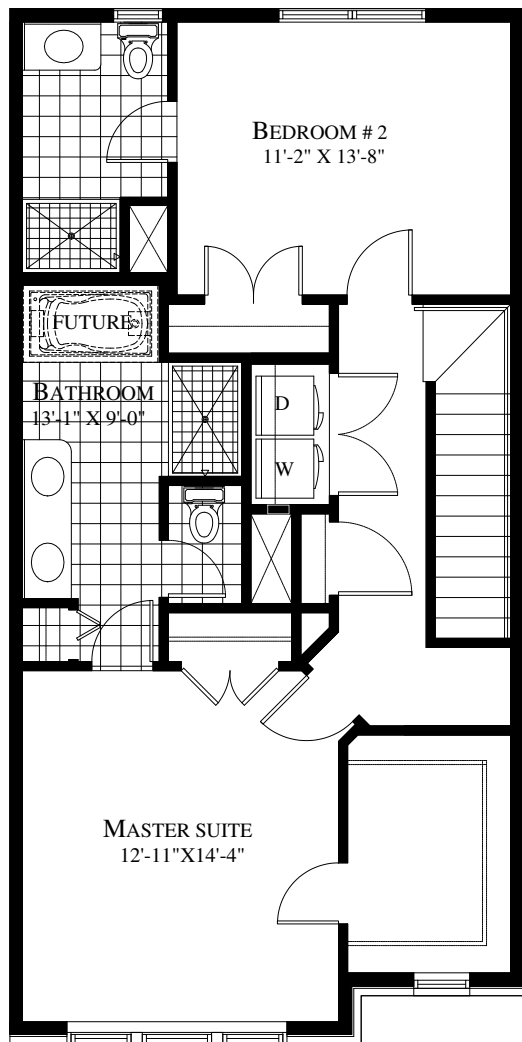 BEDROOM # 2
11'-2" X 13'-8"
FUTURE
BATHROOM
13'-1" X 9'-0"
D
W
MASTER SUITE
12'-11"X14'-4"